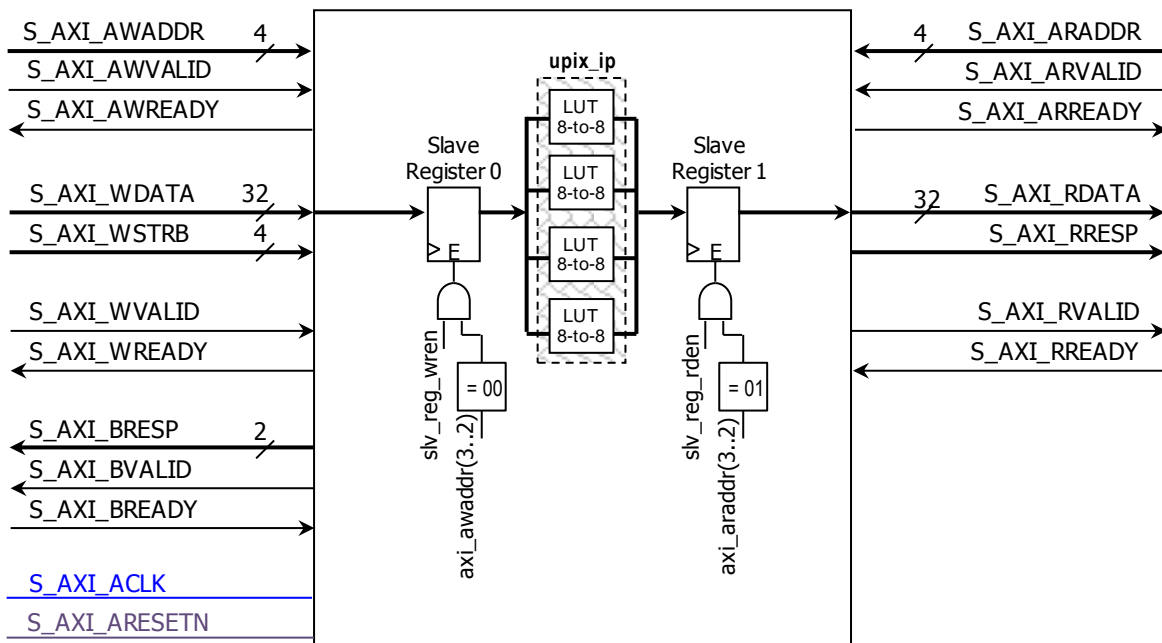 S_AXI_AWADDR 4
S_AXI_AWVALID
S_AXI_AWREADY
S_AXI_WDATA 32
S_AXI_WSTRB 4
S_AXI_WVALID
S_AXI_WREADY
S_AXI_BRESP 2
S_AXI_BVALID
S_AXI_BREADY
S_AXI_ACLK
S_AXI_ARESETN
Slave
Register 0
E
slv_reg_wren
= 00
axi_awaddr(3..2)
upix_ip
LUT
8-to-8
LUT
8-to-8
LUT
8-to-8
LUT
8-to-8
Slave
Register 1
E
slv_reg_rden
= 01
axi_araddr(3..2)
4 S_AXI_ARADDR
S_AXI_ARVALID
S_AXI_ARREADY
32 S_AXI_RDATA
S_AXI_RRESP
S_AXI_RVALID
S_AXI_RREADY